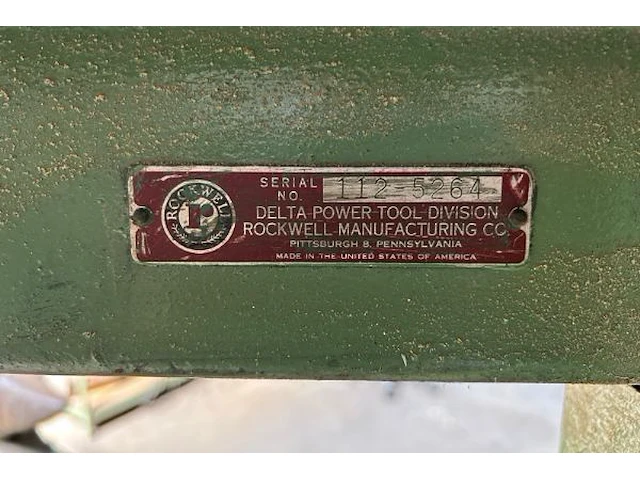 ROCKWELL
R
SERIAL NO. 112-5264
DELTA POWER TOOL DIVISION
ROCKWELL MANUFACTURING CO.
PITTSBURGH 8, PENNSYLVANIA
MADE IN THE UNITED STATES OF AMERICA